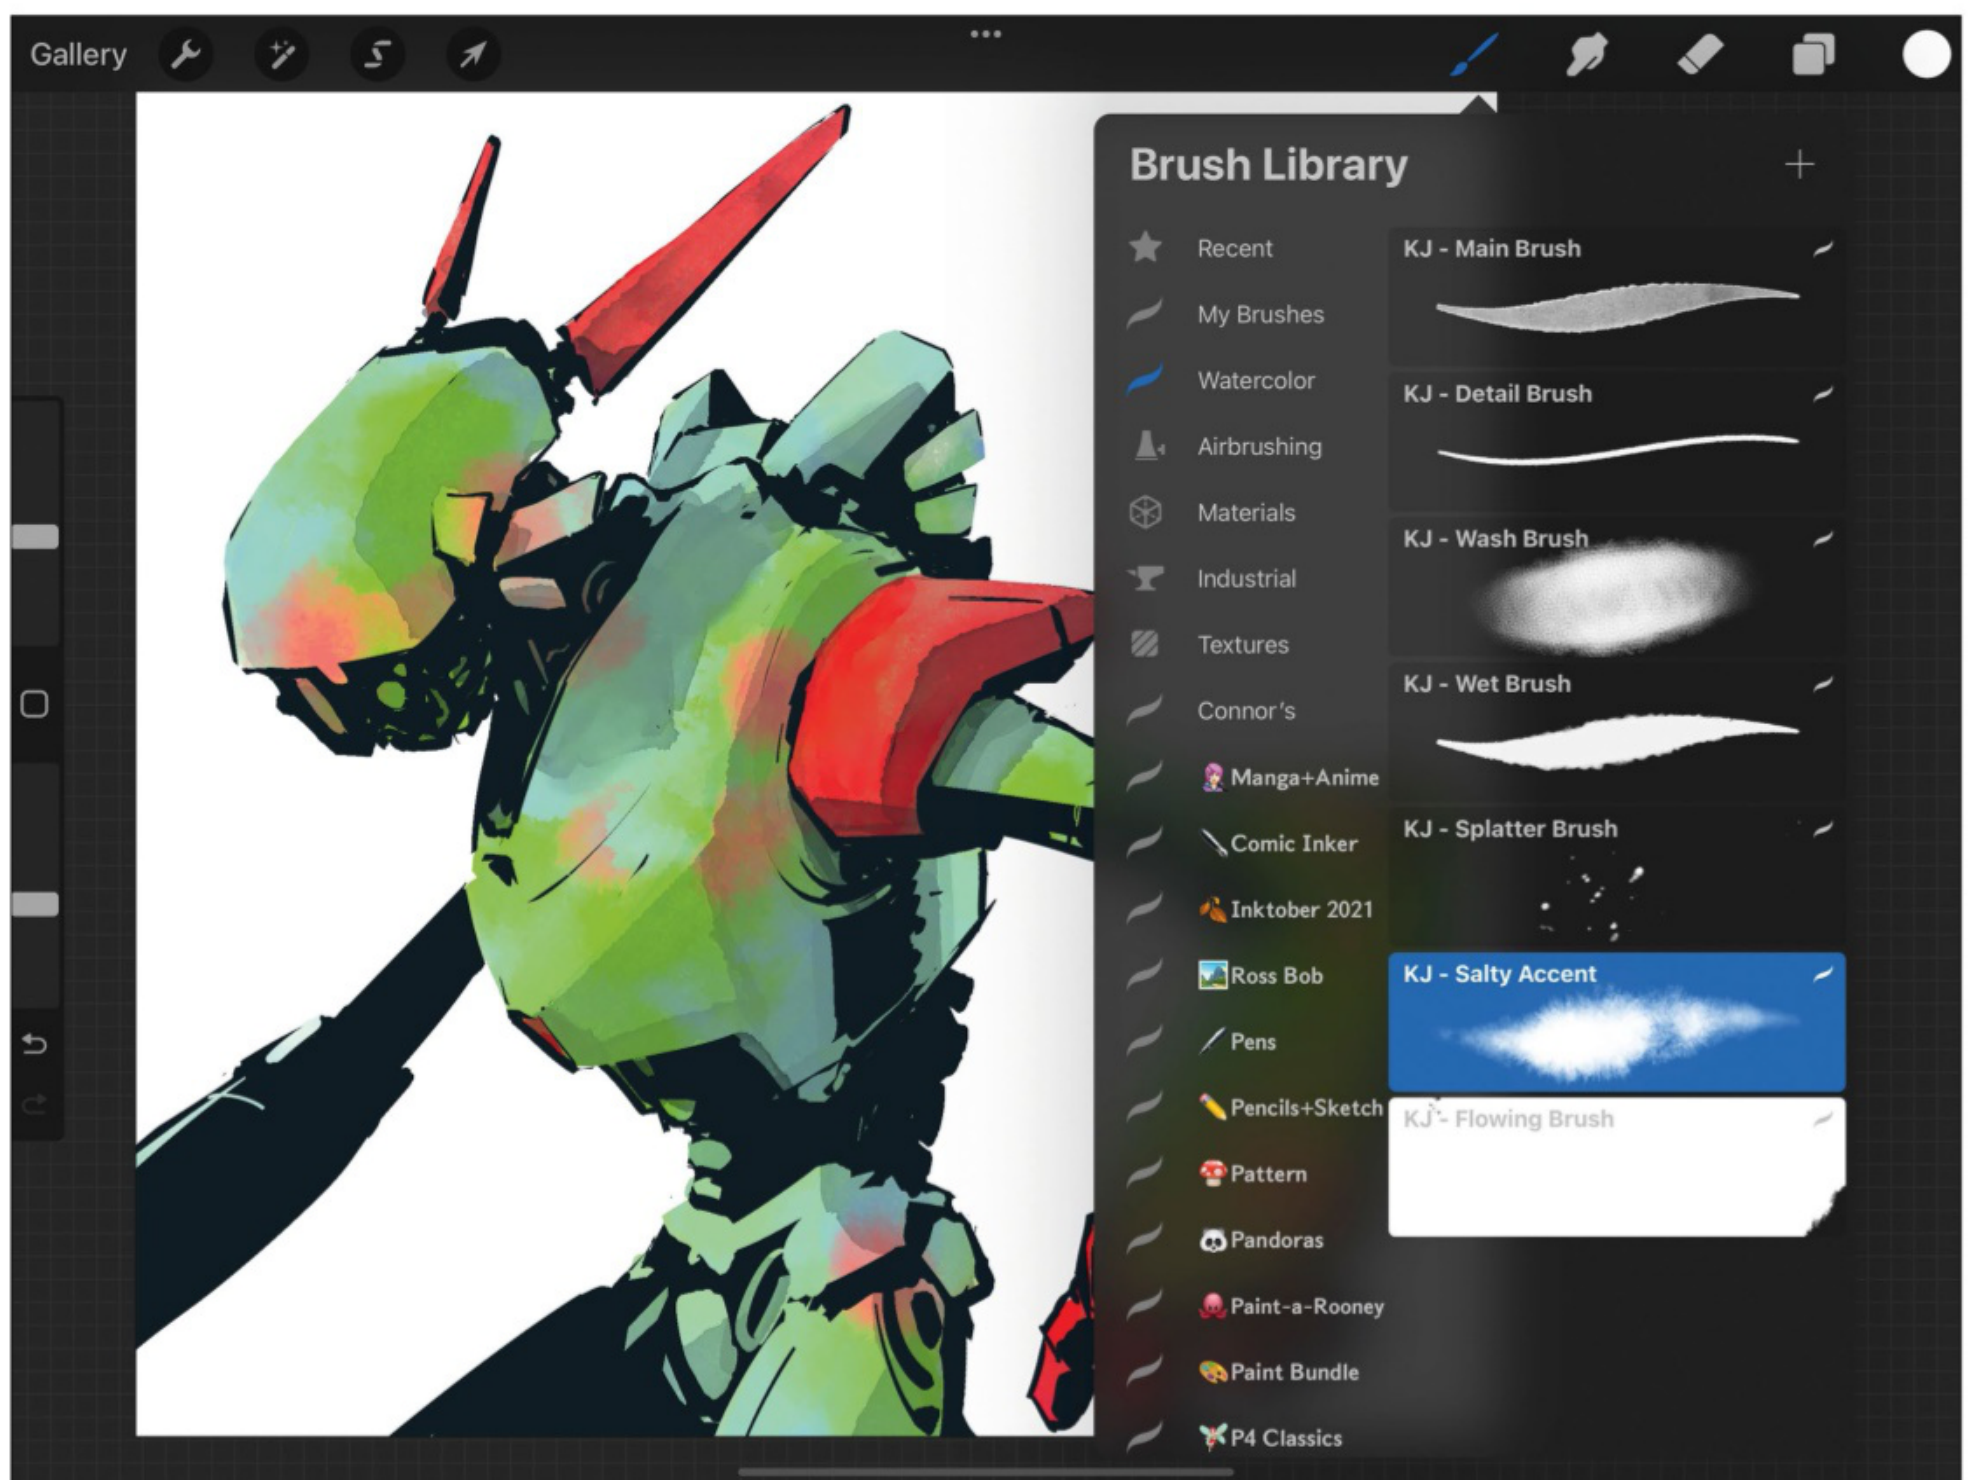 Gallery
Brush Library
Recent
My Brushes
Watercolor
Airbrushing
Materials
Industrial
Textures
Connor's
Manga+Anime
Comic Inker
Inktober 2021
Ross Bob
Pens
Pencils+Sketch
Pattern
Pandoras
Paint-a-Rooney
Paint Bundle
P4 Classics
KJ - Main Brush
KJ - Detail Brush
KJ - Wash Brush
KJ - Wet Brush
KJ - Splatter Brush
KJ - Salty Accent
KJ - Flowing Brush